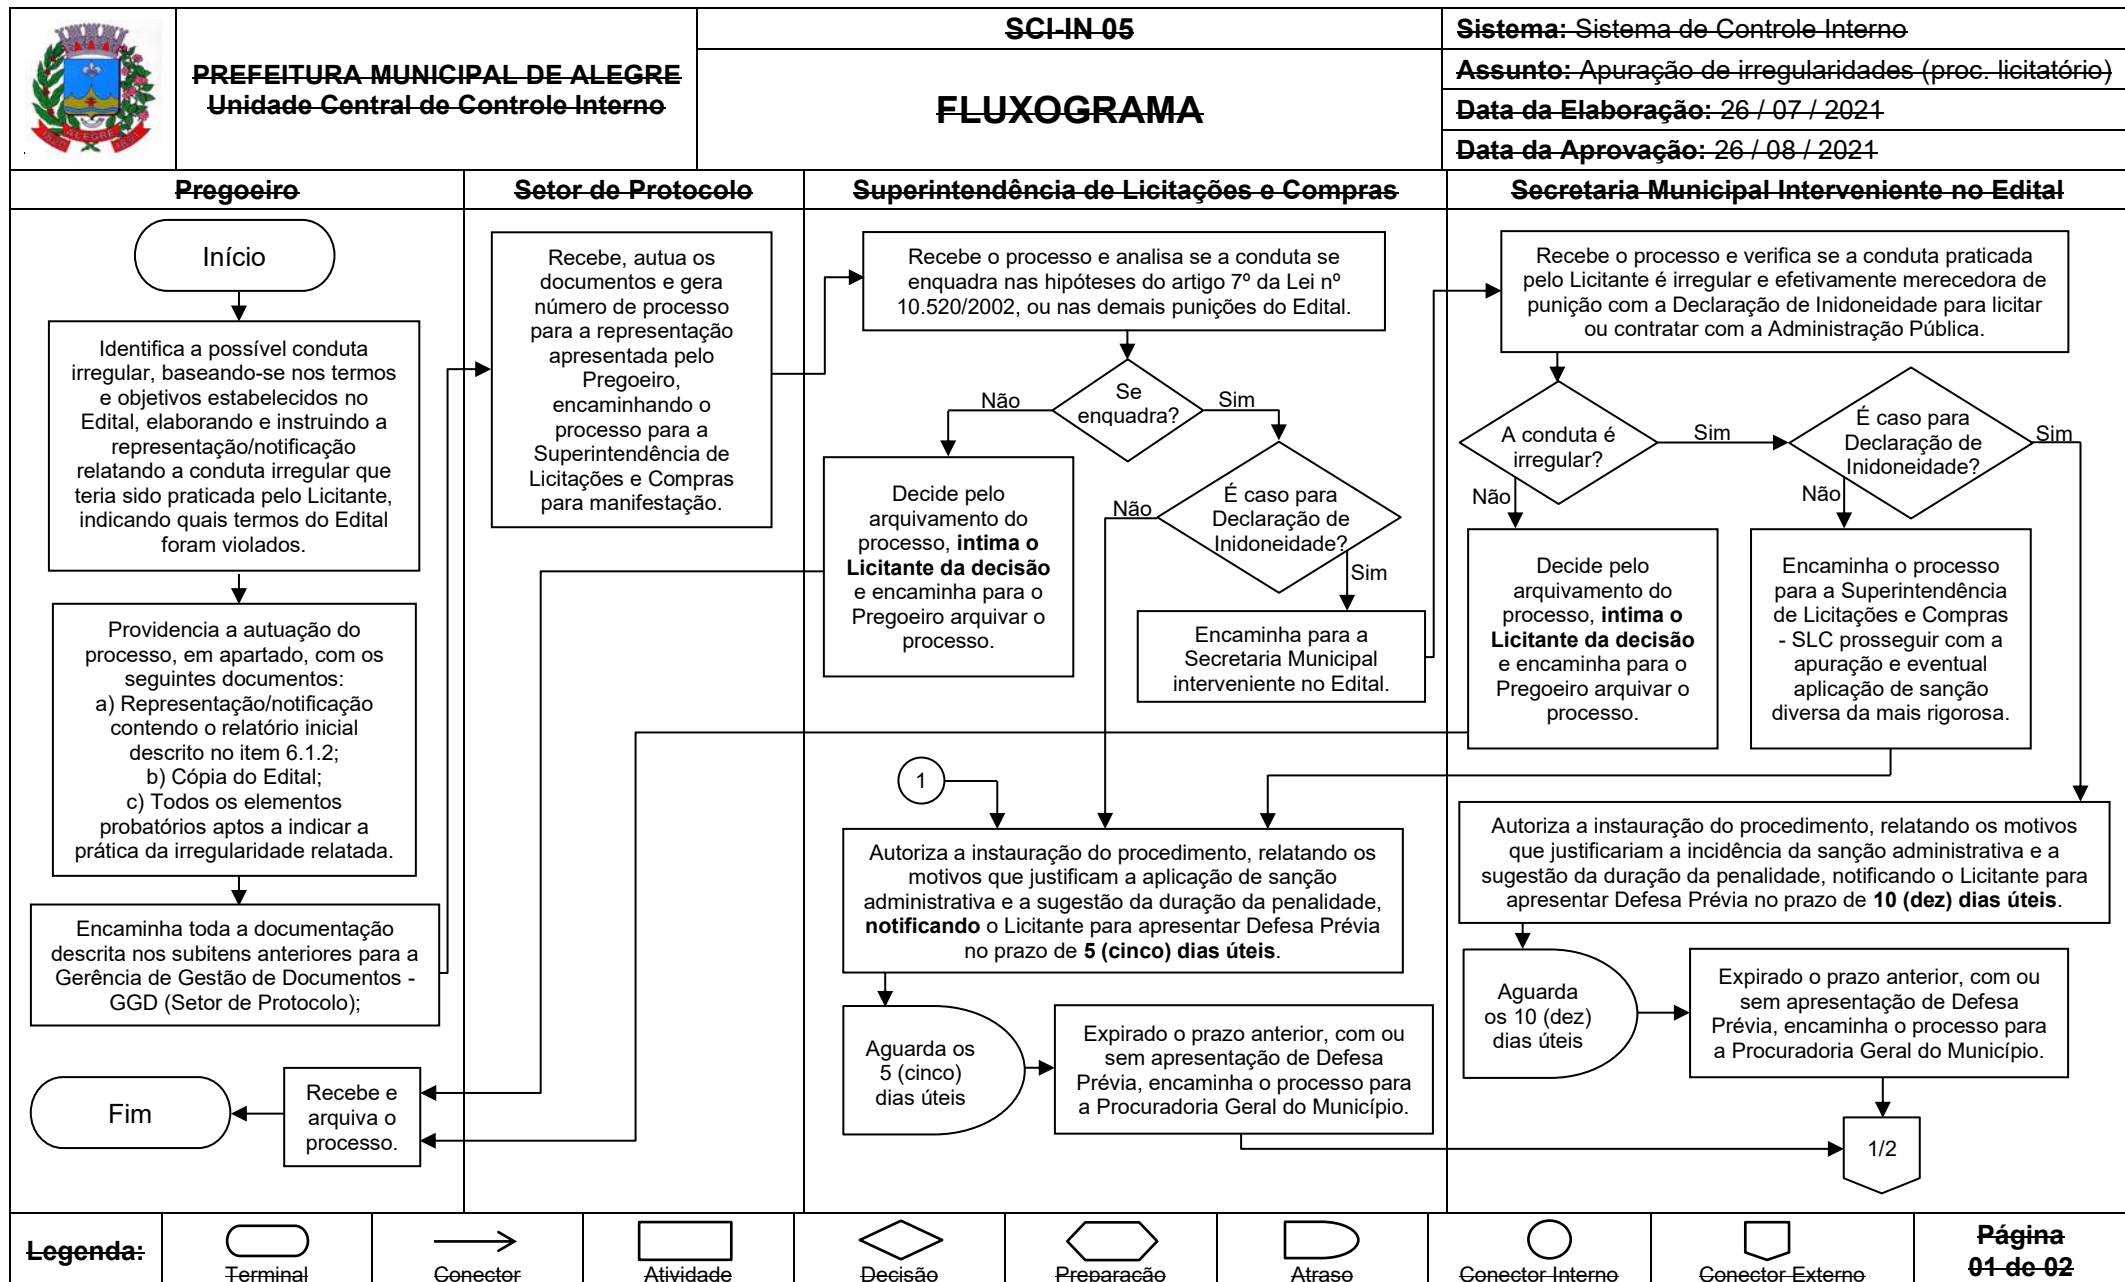 PREFEITURA MUNICIPAL DE ALEGRE
Unidade Central de Controle Interno
SCI-IN 05
FLUXOGRAMA
Sistema: Sistema de Controle Interno
Assunto: Apuração de irregularidades (proc. licitatório)
Data da Elaboração: 26 / 07 / 2021
Data da Aprovação: 26 / 08 / 2021
ALEGRE
Pregoeiro
Início
Identifica a possível conduta
irregular, baseando-se nos termos
e objetivos estabelecidos no
Edital, elaborando e instruindo a
representação/notificação
relatando a conduta irregular que
teria sido praticada pelo Licitante,
indicando quais termos do Edital
foram violados.
Providencia a autuação do
processo, em apartado, com os
seguintes documentos:
a) Representação/notificação
contendo o relatório inicial
descrito no item 6.1.2;
b) Cópia do Edital;
c) Todos os elementos
probatórios aptos a indicar a
prática da irregularidade relatada.
Encaminha toda a documentação
descrita nos subitens anteriores para a
Gerência de Gestão de Documentos -
GGD (Setor de Protocolo);
Fim
Recebe e
arquiva o
processo.
Setor de Protocolo
Recebe, autua os
documentos e gera
número de processo
para a representação
apresentada pelo
Pregoeiro,
encaminhando o
processo para a
Superintendência de
Licitações e Compras
para manifestação.
Superintendência de Licitações e Compras
Recebe o processo e analisa se a conduta se
enquadra nas hipóteses do artigo 7º da Lei nº
10.520/2002, ou nas demais punições do Edital.
Se
enquadra?
Não
Sim
Decide pelo
arquivamento do
processo, intima o
Licitante da decisão
e encaminha para o
Pregoeiro arquivar o
processo.
É caso para
Declaração de
Inidoneidade?
Não
Sim
Encaminha para a
Secretaria Municipal
interveniente no Edital.
1
Autoriza a instauração do procedimento, relatando os
motivos que justificam a aplicação de sanção
administrativa e a sugestão da duração da penalidade,
notificando o Licitante para apresentar Defesa Prévia
no prazo de 5 (cinco) dias úteis.
Aguarda os
5 (cinco)
dias úteis
Expirado o prazo anterior, com ou
sem apresentação de Defesa
Prévia, encaminha o processo para
a Procuradoria Geral do Município.
Secretaria Municipal Interveniente no Edital
Recebe o processo e verifica se a conduta praticada
pelo Licitante é irregular e efetivamente merecedora de
punição com a Declaração de Inidoneidade para licitar
ou contratar com a Administração Pública.
A conduta é
irregular?
Sim
Não
É caso para
Declaração de
Inidoneidade?
Sim
Não
Decide pelo
arquivamento do
processo, intima o
Licitante da decisão
e encaminha para o
Pregoeiro arquivar o
processo.
Encaminha o processo
para a Superintendência
de Licitações e Compras
- SLC prosseguir com a
apuração e eventual
aplicação de sanção
diversa da mais rigorosa.
Autoriza a instauração do procedimento, relatando os motivos
que justificariam a incidência da sanção administrativa e a
sugestão da duração da penalidade, notificando o Licitante para
apresentar Defesa Prévia no prazo de 10 (dez) dias úteis.
Aguarda
os 10 (dez)
dias úteis
Expirado o prazo anterior, com ou
sem apresentação de Defesa
Prévia, encaminha o processo para
a Procuradoria Geral do Município.
1/2
Legenda:
Terminal
Conector
Atividade
Decisão
Preparação
Atraso
Conector Interno
Conector Externo
Página
01 de 02